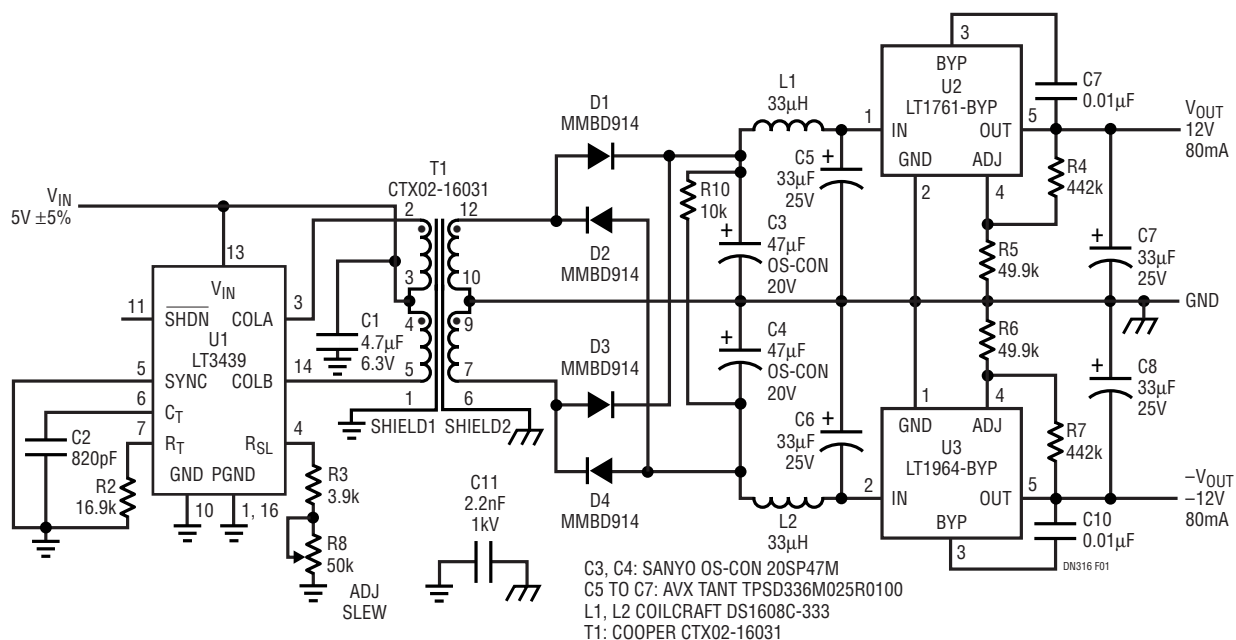 VIN
5V ±5%
13
VIN
11
SHDN
COLA
3
U1
LT3439
5
SYNC
COLB
14
6
CT
7
RT
RSL
4
GND
PGND
10
1, 16
C2
820pF
R2
16.9k
R3
3.9k
R8
50k
ADJ
SLEW
C1
4.7µF
6.3V
T1
CTX02-16031
2
12
3
10
4
9
5
7
1
6
SHIELD1
SHIELD2
C11
2.2nF
1kV
D1
MMBD914
D2
MMBD914
D3
MMBD914
D4
MMBD914
R10
10k
L1
33µH
C3
47µF
OS-CON
20V
C4
47µF
OS-CON
20V
+
+
L2
33µH
C5
33µF
25V
+
C6
33µF
25V
+
3
BYP
U2
LT1761-BYP
1
IN
OUT
5
GND
ADJ
2
4
C7
0.01µF
VOUT
12V
80mA
R4
442k
R5
49.9k
C7
33µF
25V
+
GND
R6
49.9k
C8
33µF
25V
+
1
4
GND
ADJ
U3
LT1964-BYP
2
IN
OUT
5
BYP
3
R7
442k
C10
0.01µF
–VOUT
–12V
80mA
DN316 F01
C3, C4: SANYO OS-CON 20SP47M
C5 TO C7: AVX TANT TPSD336M025R0100
L1, L2 COILCRAFT DS1608C-333
T1: COOPER CTX02-16031